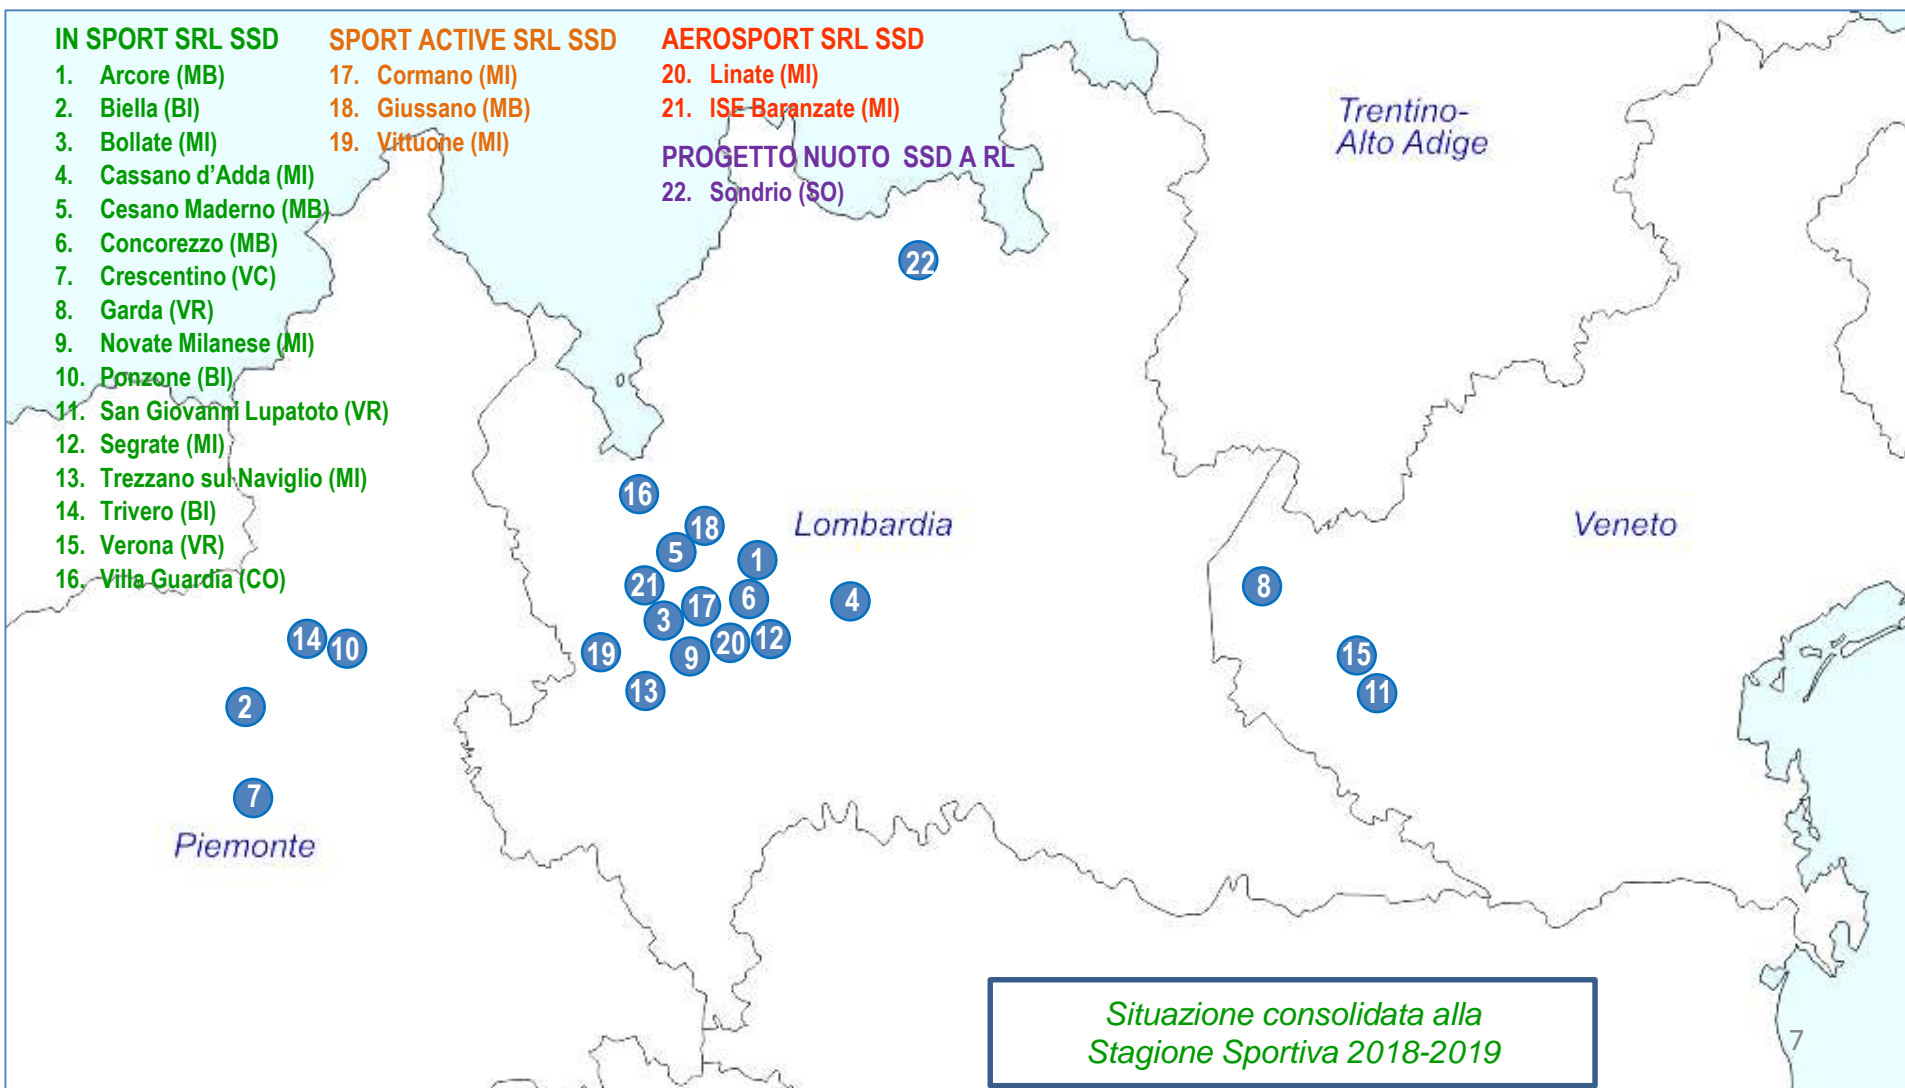 IN SPORT SRL SSD
1. Arcore (MB)
2. Biella (BI)
3. Bollate (MI)
4. Cassano d’Adda (MI)
5. Cesano Maderno (MB)
6. Concorezzo (MB)
7. Crescentino (VC)
8. Garda (VR)
9. Novate Milanese (MI)
10. Ponzone (BI)
11. San Giovanni Lupatoto (VR)
12. Segrate (MI)
13. Trezzano sul Naviglio (MI)
14. Trivero (BI)
15. Verona (VR)
16. Villa Guardia (CO)
SPORT ACTIVE SRL SSD
17. Cormano (MI)
18. Giussano (MB)
19. Vittuone (MI)
AEROSPORT SRL SSD
20. Linate (MI)
21. ISE Baranzate (MI)
PROGETTO NUOTO SSD A RL
22. Sondrio (SO)
Trentino-
Alto Adige
22
16
18
Lombardia
Veneto
5
1
21
8
17
6
4
3
14
10
19
9
20
12
15
13
11
2
7
Piemonte
Situazione consolidata alla
Stagione Sportiva 2018-2019
7